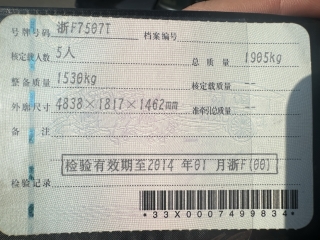 号牌号码 浙F7507T 档案编号
核定载人数 5人 总质量 1905kg
整备质量 1530kg 核定载质量 --
外廓尺寸 4838×1817×1462mm 准牵引总质量 --
备注
检验有效期至2014年01月浙F(00)
检验记录
*33X0007499834*